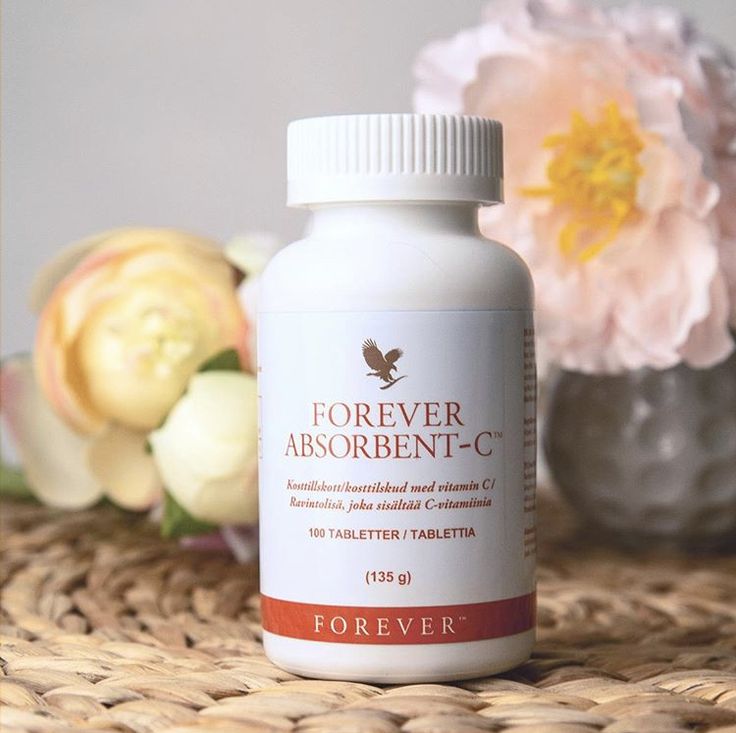 FOREVER
ABSORBENT-C™
Kosttillskott/kosttilskud med vitamin C /
Ravintolisä, joka sisältää C-vitamiinia
100 TABLETTER / TABLETTIA
(135 g)
FOREVER™